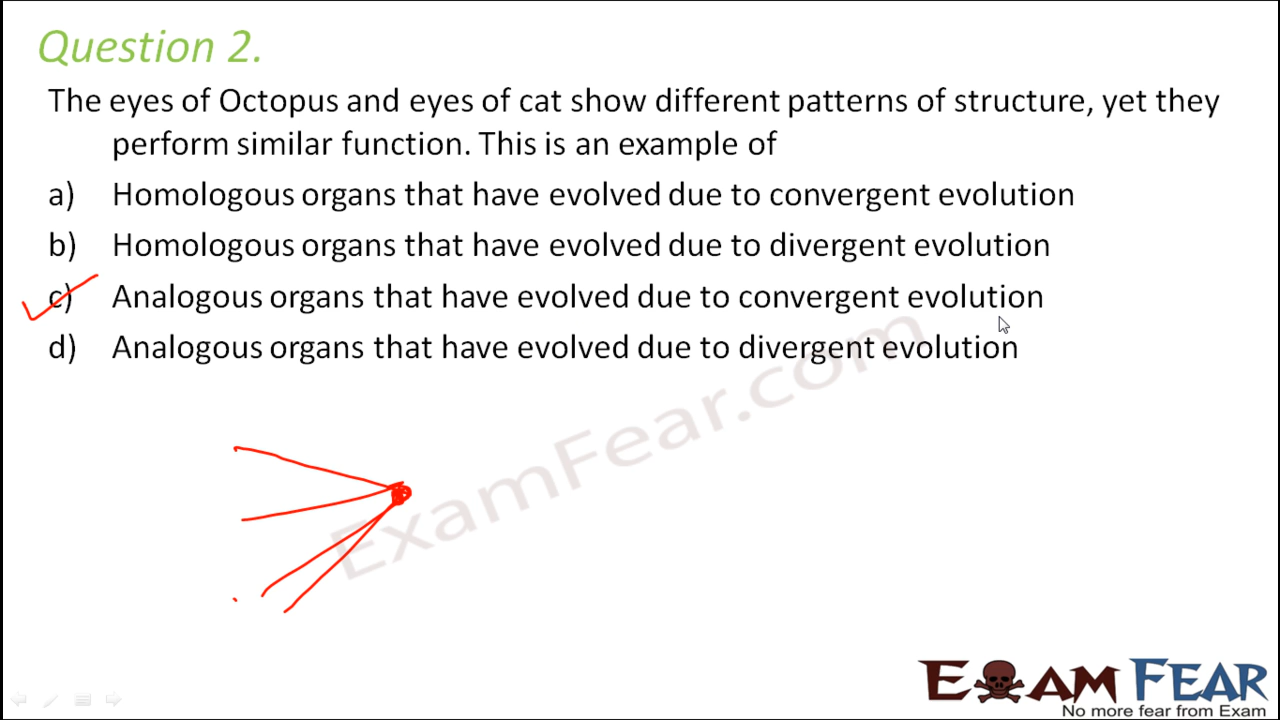 Question 2.
The eyes of Octopus and eyes of cat show different patterns of structure, yet they
perform similar function. This is an example of
a) Homologous organs that have evolved due to convergent evolution
b) Homologous organs that have evolved due to divergent evolution
c) Analogous organs that have evolved due to convergent evolution
d) Analogous organs that have evolved due to divergent evolution
ExamFear.com
EXAM FEAR
No more fear from Exam